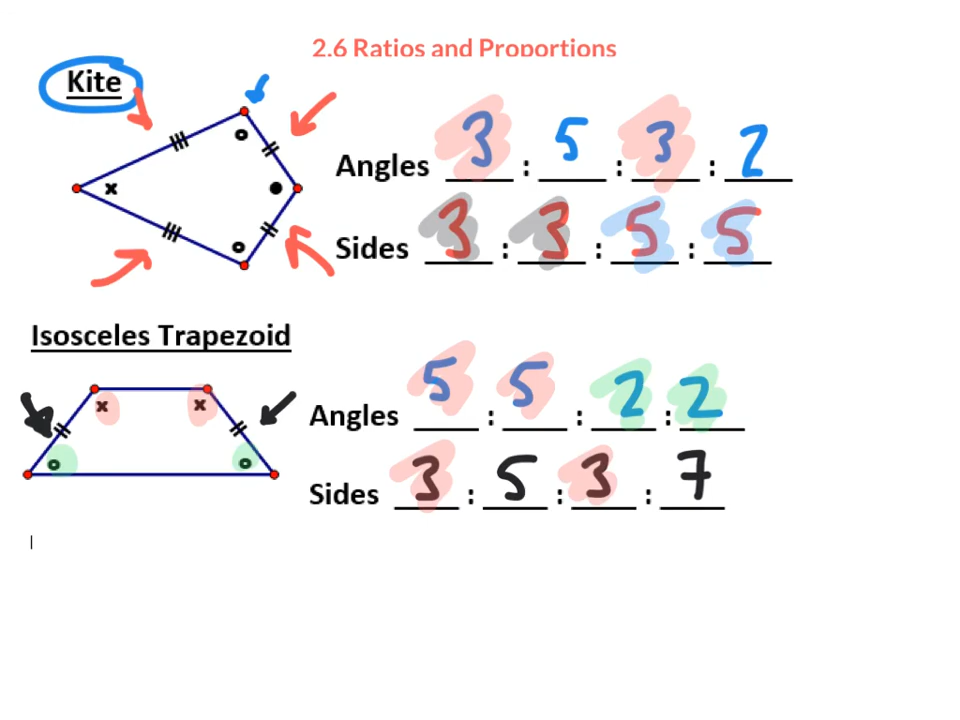 2.6 Ratios and Proportions
Kite
Angles 3 : 5 : 3 : 2
Sides 3 : 3 : 5 : 5
x o o
Isosceles Trapezoid
Angles 5 : 5 : 2 : 2
x x
o o
Sides 3 : 5 : 3 : 7